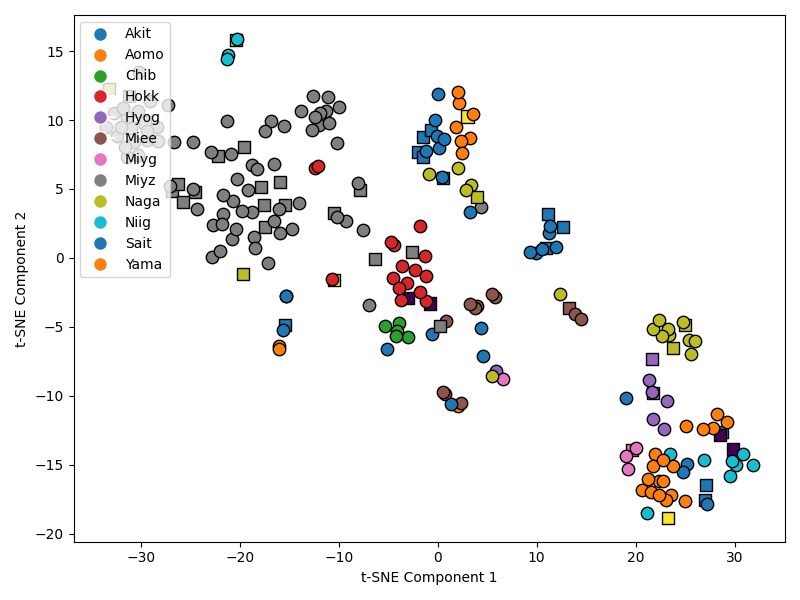 15
10
5
0
−5
−10
−15
−20
−30
−20
−10
0
10
20
30
t-SNE Component 1
t-SNE Component 2
Akit
Aomo
Chib
Hokk
Hyog
Miee
Miyg
Miyz
Naga
Niig
Sait
Yama